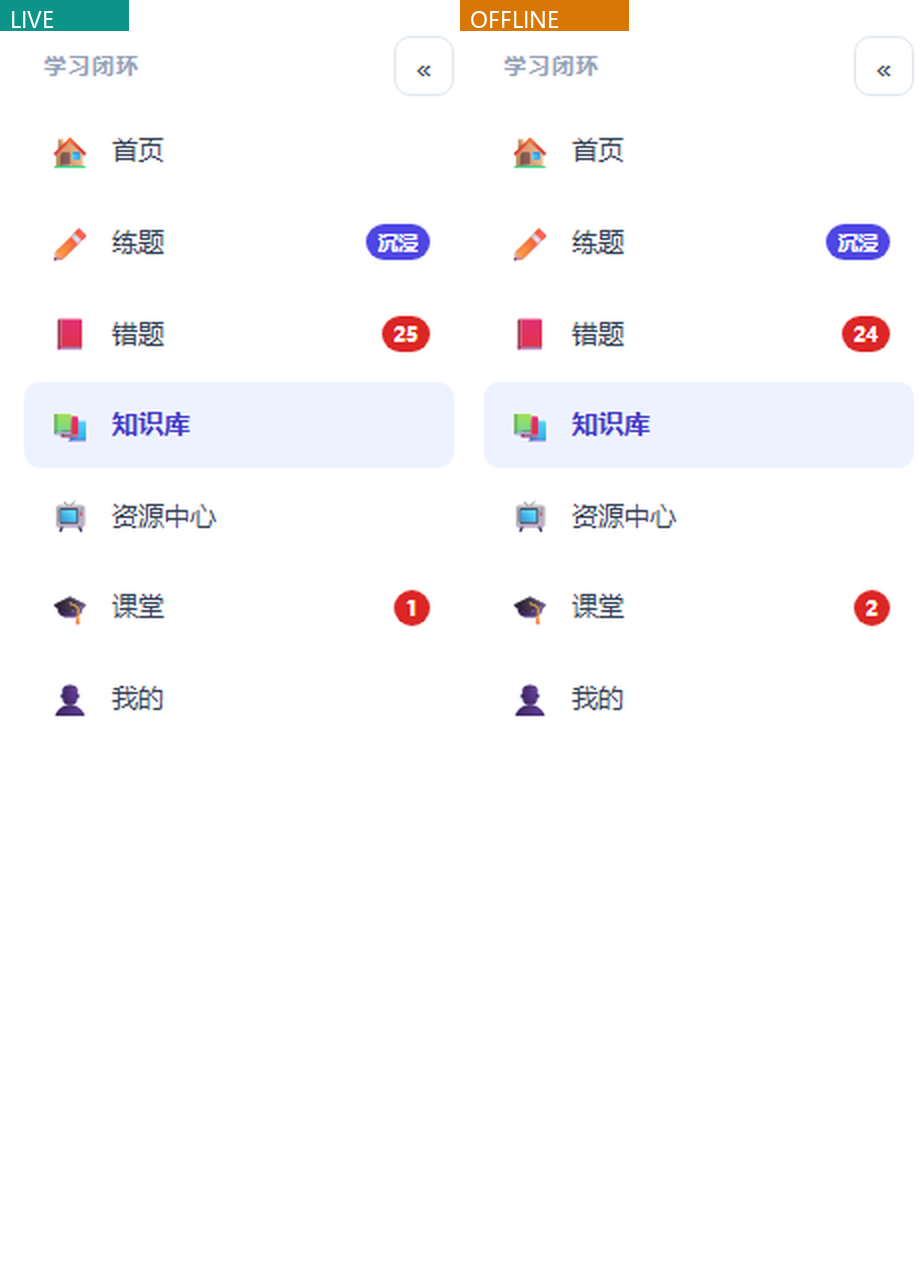 LIVE
学习闭环 «
首页
练题 沉浸
错题 25
知识库
资源中心
课堂 1
我的
OFFLINE
学习闭环 «
首页
练题 沉浸
错题 24
知识库
资源中心
课堂 2
我的